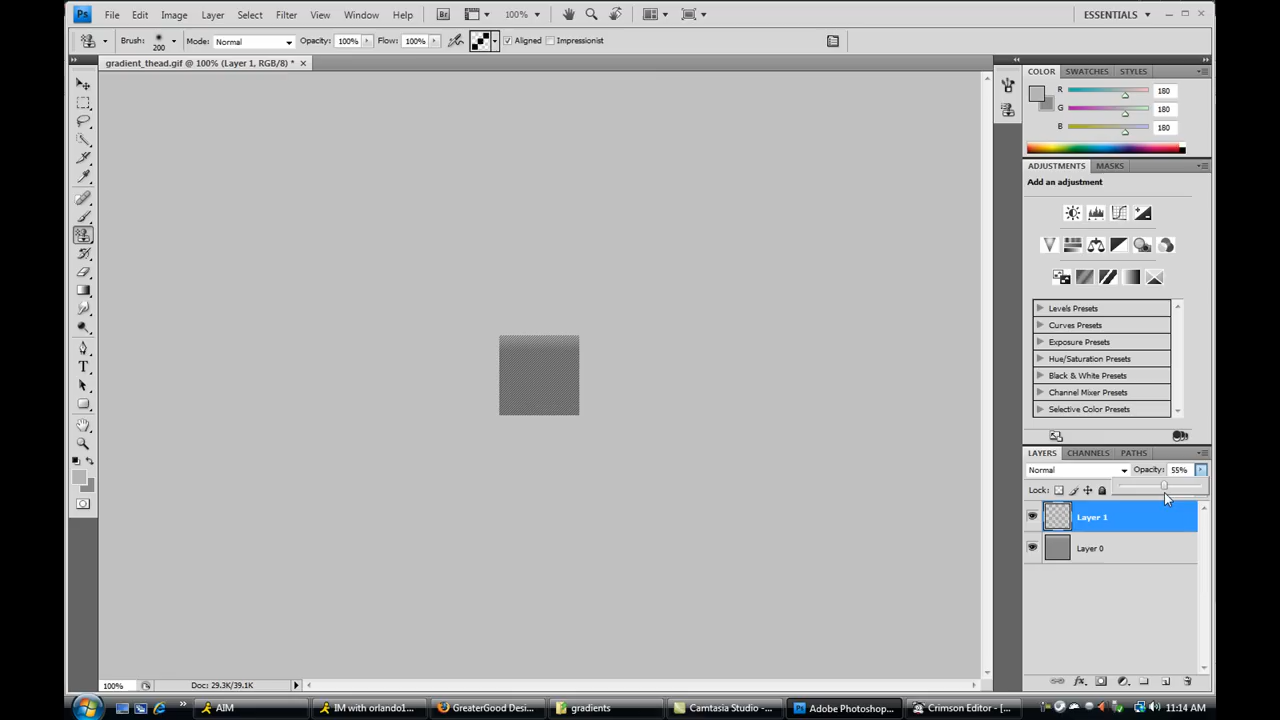 Ps File Edit Image Layer Select Filter View Window Help Br 100% ESSENTIALS
Brush: 200 Mode: Normal Opacity: 100% Flow: 100% Aligned Impressionist
gradient_thead.gif @ 100% (Layer 1, RGB/8) *
COLOR SWATCHES STYLES
R 180
G 180
B 180
ADJUSTMENTS MASKS
Add an adjustment
Levels Presets
Curves Presets
Exposure Presets
Hue/Saturation Presets
Black & White Presets
Channel Mixer Presets
Selective Color Presets
LAYERS CHANNELS PATHS
Normal Opacity: 55%
Lock:
Layer 1
Layer 0
100% Doc: 29.3K/39.1K
AIM IM with orlando1... GreaterGood Desi... gradients Camtasia Studio -... Ps Adobe Photoshop... Crimson Editor - [... 11:14 AM